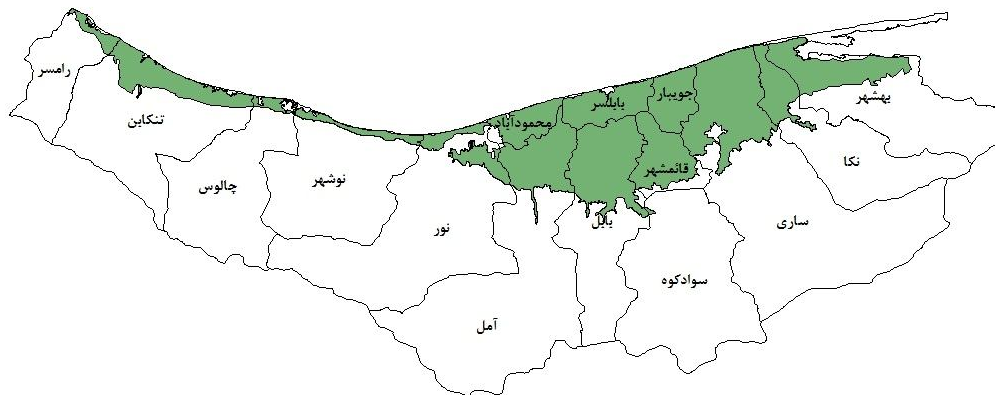 رامسر
تنکابن
چالوس
نوشهر
نور
آمل
محمودآباد
بابلسر
بابل
جویبار
قائمشهر
سوادکوه
ساری
نکا
بهشهر